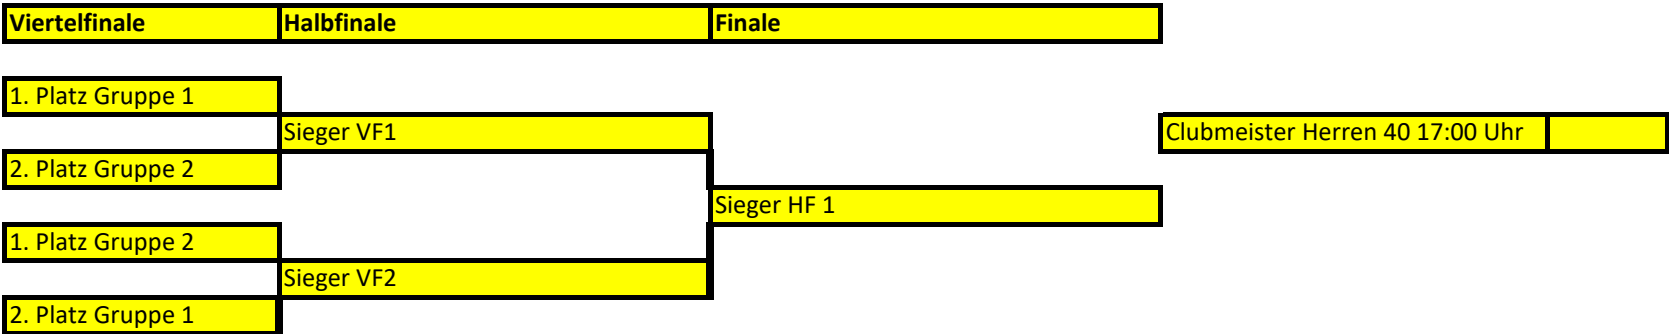 Viertelfinale Halbfinale Finale
1. Platz Gruppe 1
Sieger VF1 Clubmeister Herren 40 17:00 Uhr
2. Platz Gruppe 2
Sieger HF 1
1. Platz Gruppe 2
Sieger VF2
2. Platz Gruppe 1